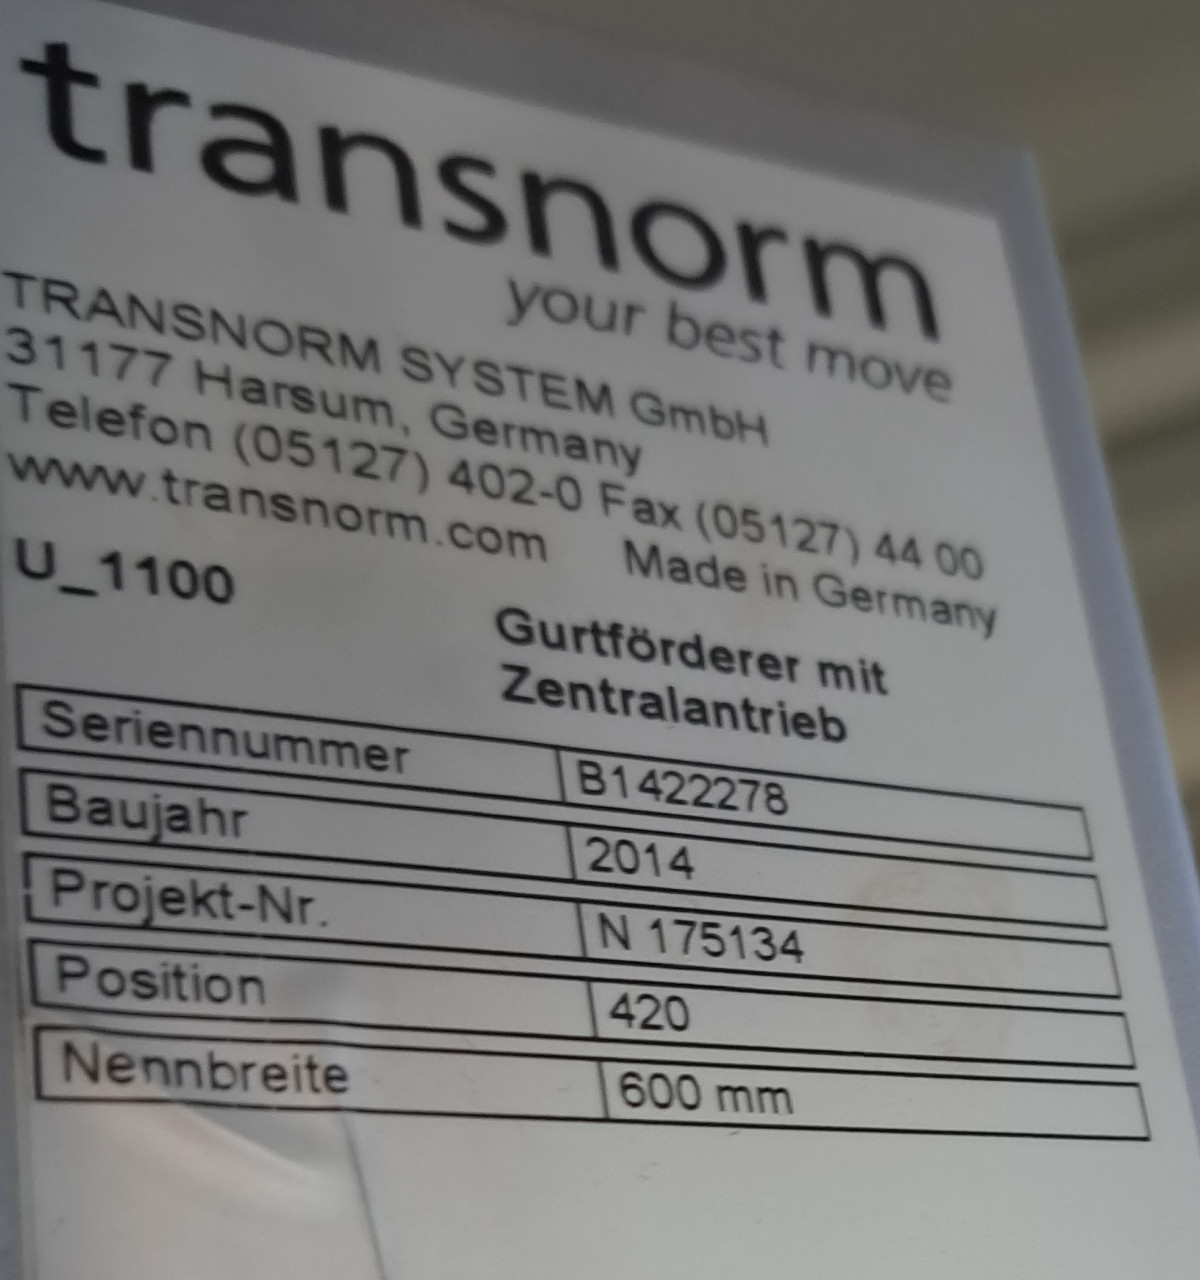 transnorm
your best move
TRANSNORM SYSTEM GmbH
31177 Harsum, Germany
Telefon (05127) 402-0 Fax (05127) 44 00
www.transnorm.com Made in Germany
U_1100
Gurtförderer mit
Zentralantrieb
Seriennummer B1422278
Baujahr 2014
Projekt-Nr. N 175134
Position 420
Nennbreite 600 mm